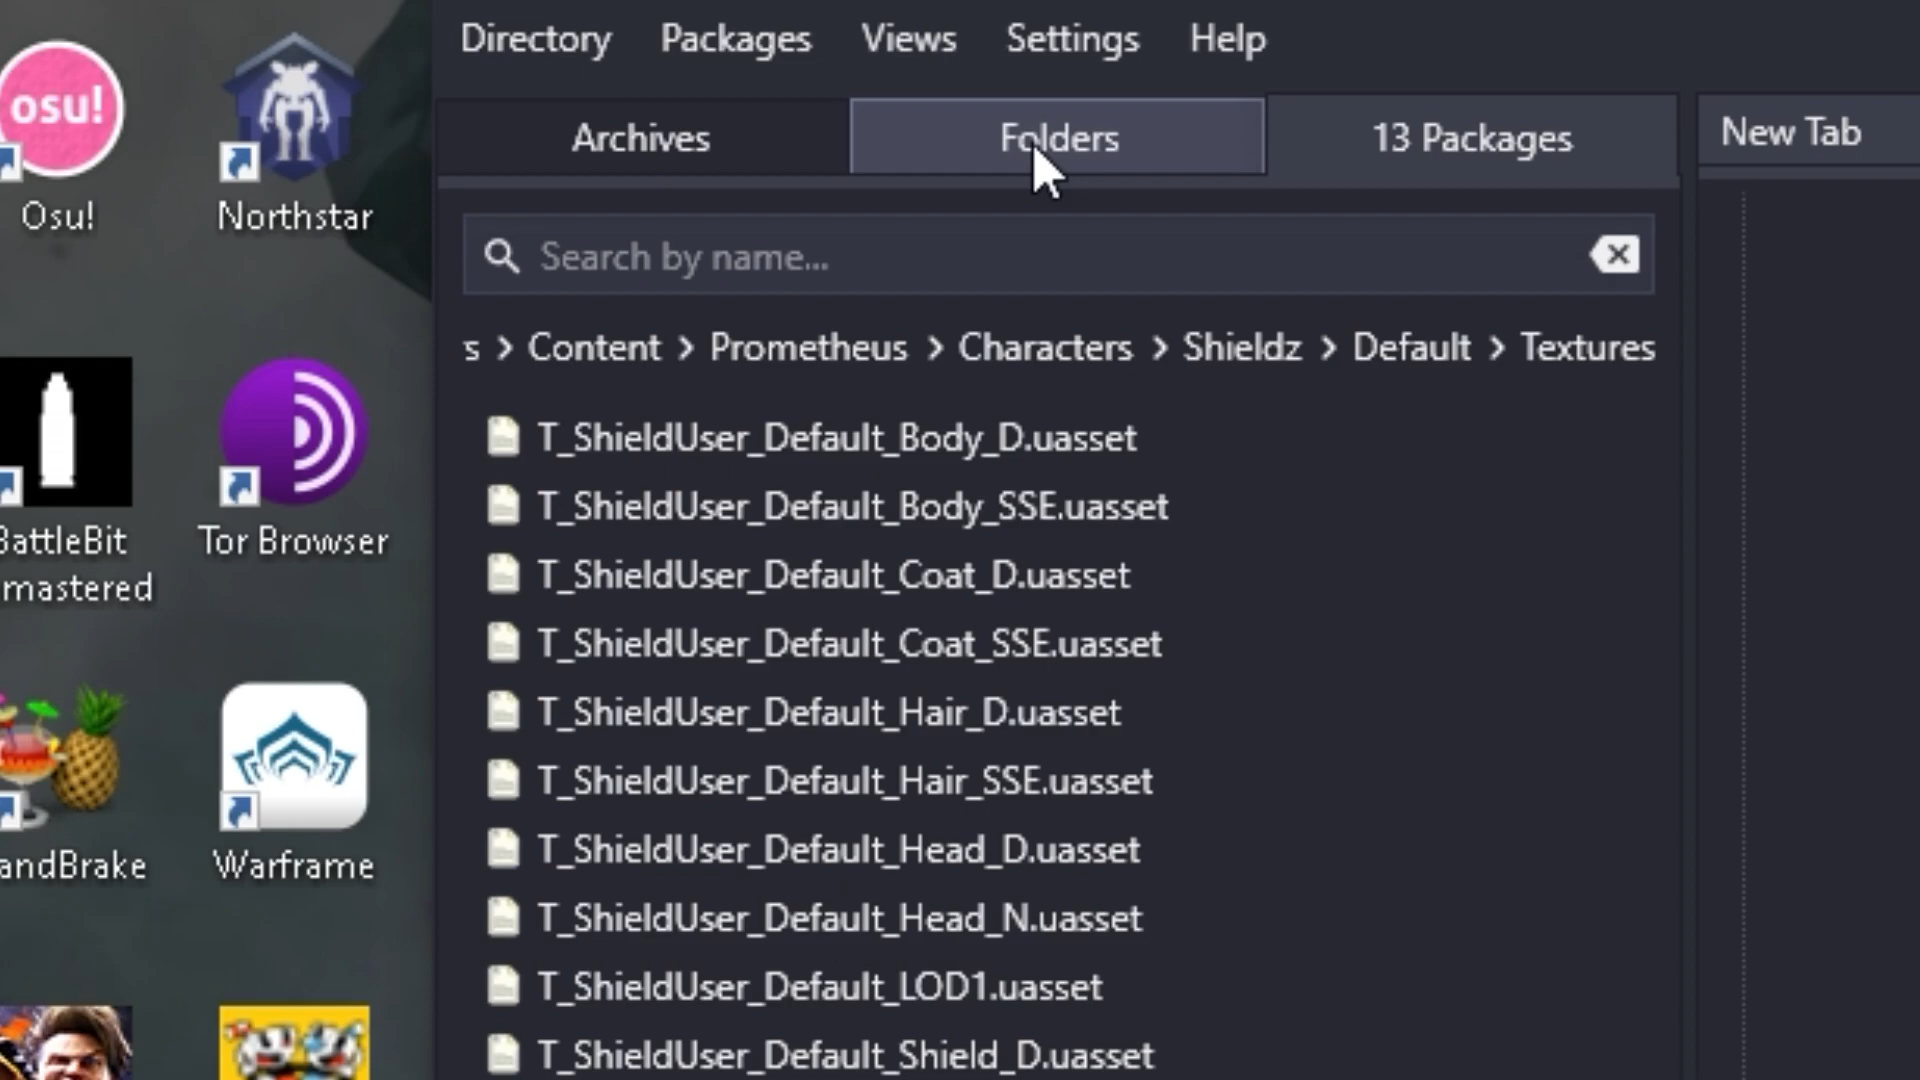 Directory Packages Views Settings Help
Archives Folders 13 Packages New Tab
Search by name...
s > Content > Prometheus > Characters > Shieldz > Default > Textures
T_ShieldUser_Default_Body_D.uasset
T_ShieldUser_Default_Body_SSE.uasset
T_ShieldUser_Default_Coat_D.uasset
T_ShieldUser_Default_Coat_SSE.uasset
T_ShieldUser_Default_Hair_D.uasset
T_ShieldUser_Default_Hair_SSE.uasset
T_ShieldUser_Default_Head_D.uasset
T_ShieldUser_Default_Head_N.uasset
T_ShieldUser_Default_LOD1.uasset
T_ShieldUser_Default_Shield_D.uasset
osu!
Osu! Northstar
BattleBit
mastered
Tor Browser
andBrake Warframe